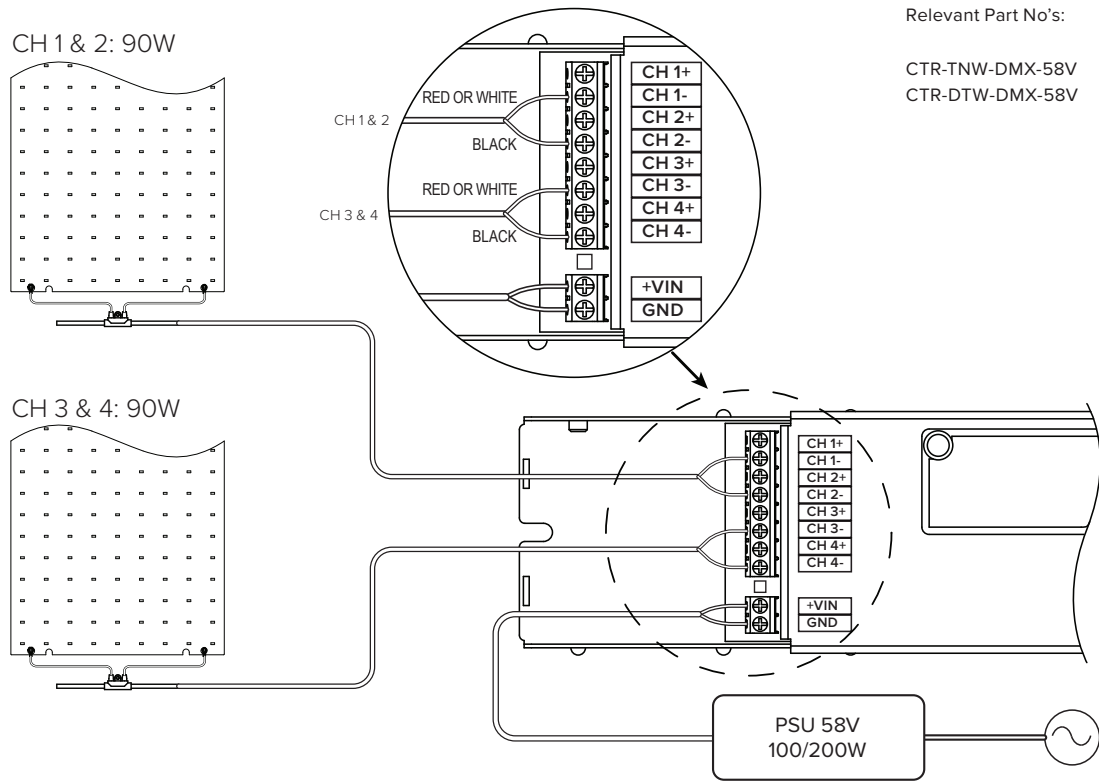 Relevant Part No's:
CTR-TNW-DMX-58V
CTR-DTW-DMX-58V
CH 1 & 2: 90W
CH 1 & 2
RED OR WHITE
BLACK
CH 3 & 4
RED OR WHITE
BLACK
CH 1+
CH 1-
CH 2+
CH 2-
CH 3+
CH 3-
CH 4+
CH 4-
+VIN
GND
CH 3 & 4: 90W
CH 1+
CH 1-
CH 2+
CH 2-
CH 3+
CH 3-
CH 4+
CH 4-
+VIN
GND
PSU 58V
100/200W